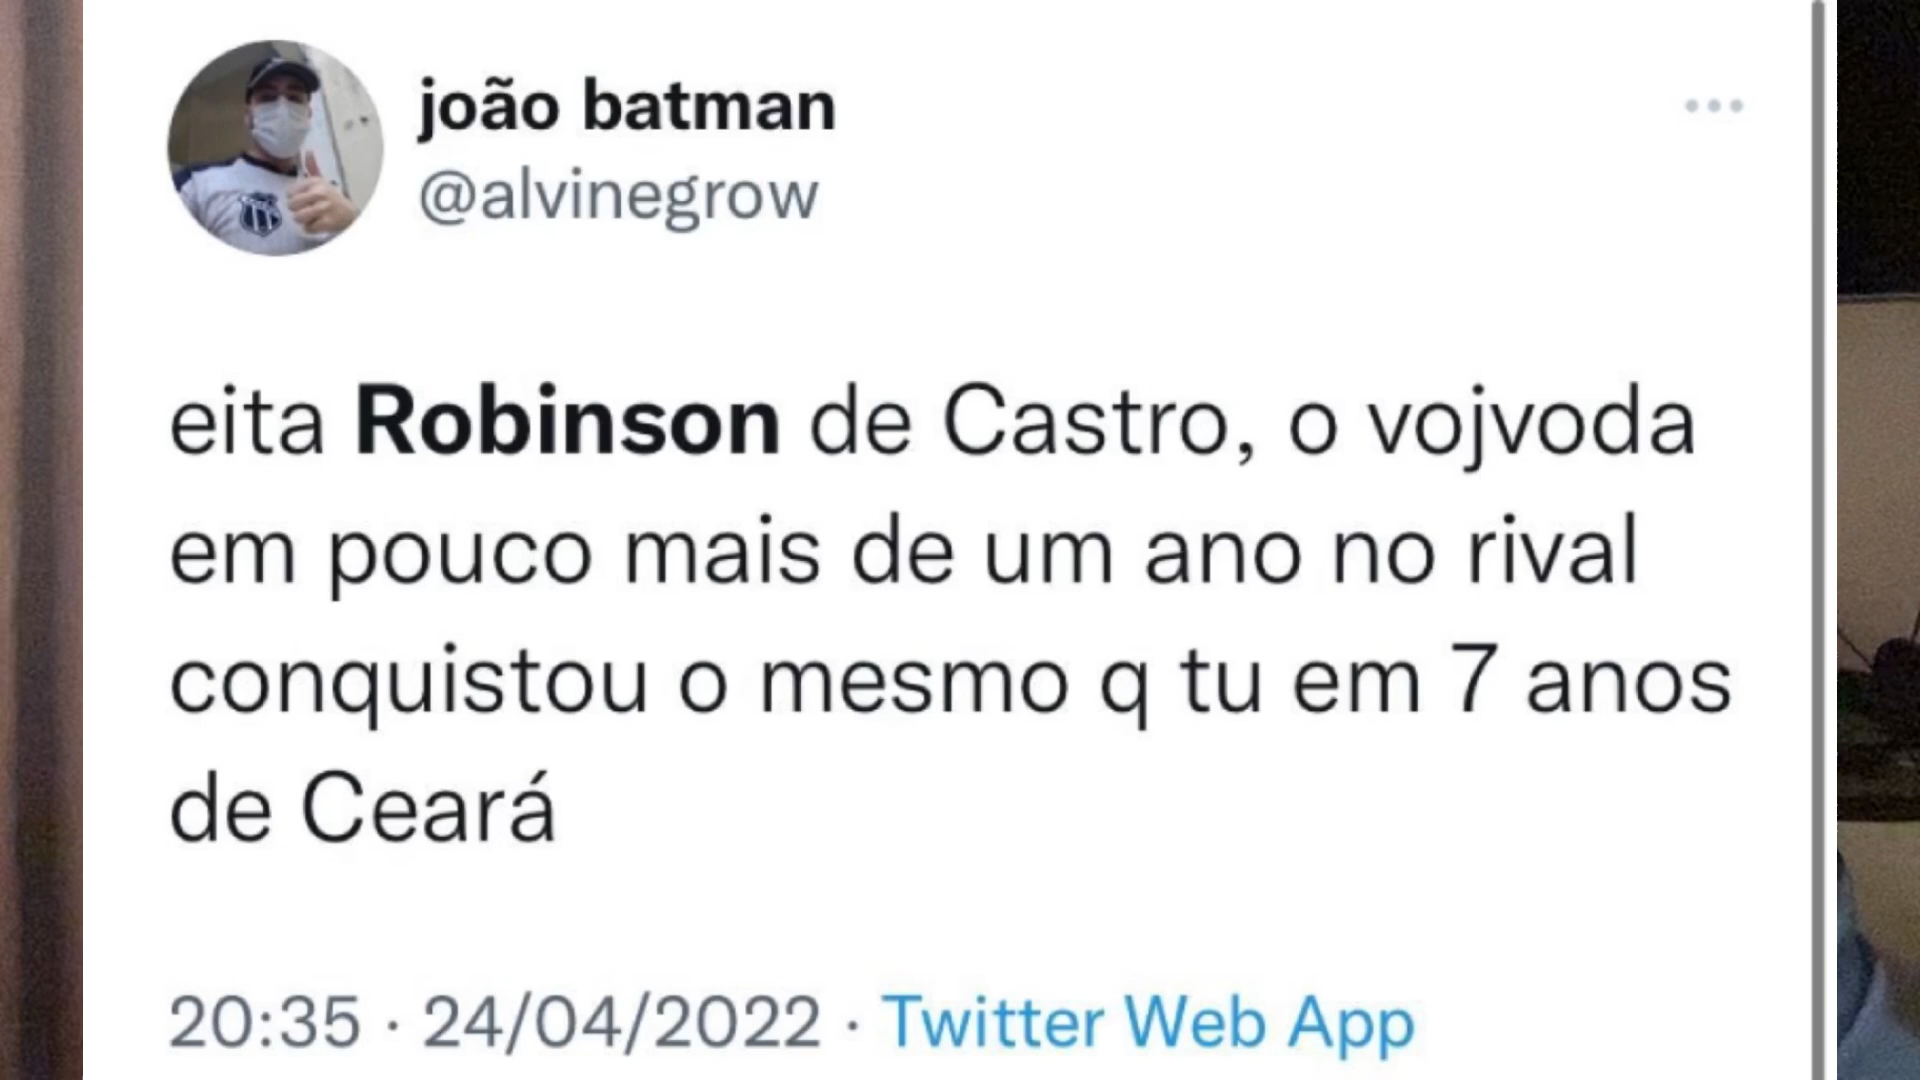 joão batman
@alvinegrow
eita Robinson de Castro, o vojvoda
em pouco mais de um ano no rival
conquistou o mesmo q tu em 7 anos
de Ceará
20:35 · 24/04/2022 · Twitter Web App